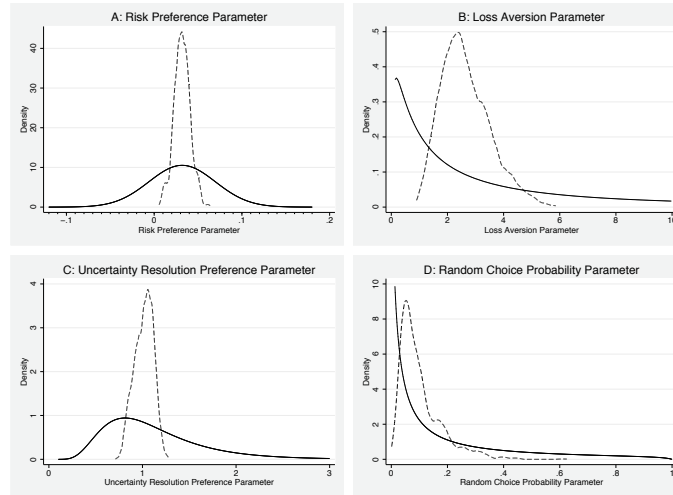 A: Risk Preference Parameter
Density
0 10 20 30 40
-.1 0 .1 .2
Risk Preference Parameter
B: Loss Aversion Parameter
Density
0 .1 .2 .3 .4 .5
0 2 4 6 8 10
Loss Aversion Parameter
C: Uncertainty Resolution Preference Parameter
Density
0 1 2 3 4
0 1 2 3
Uncertainty Resolution Preference Parameter
D: Random Choice Probability Parameter
Density
0 2 4 6 8 10
0 .2 .4 .6 .8 1
Random Choice Probability Parameter